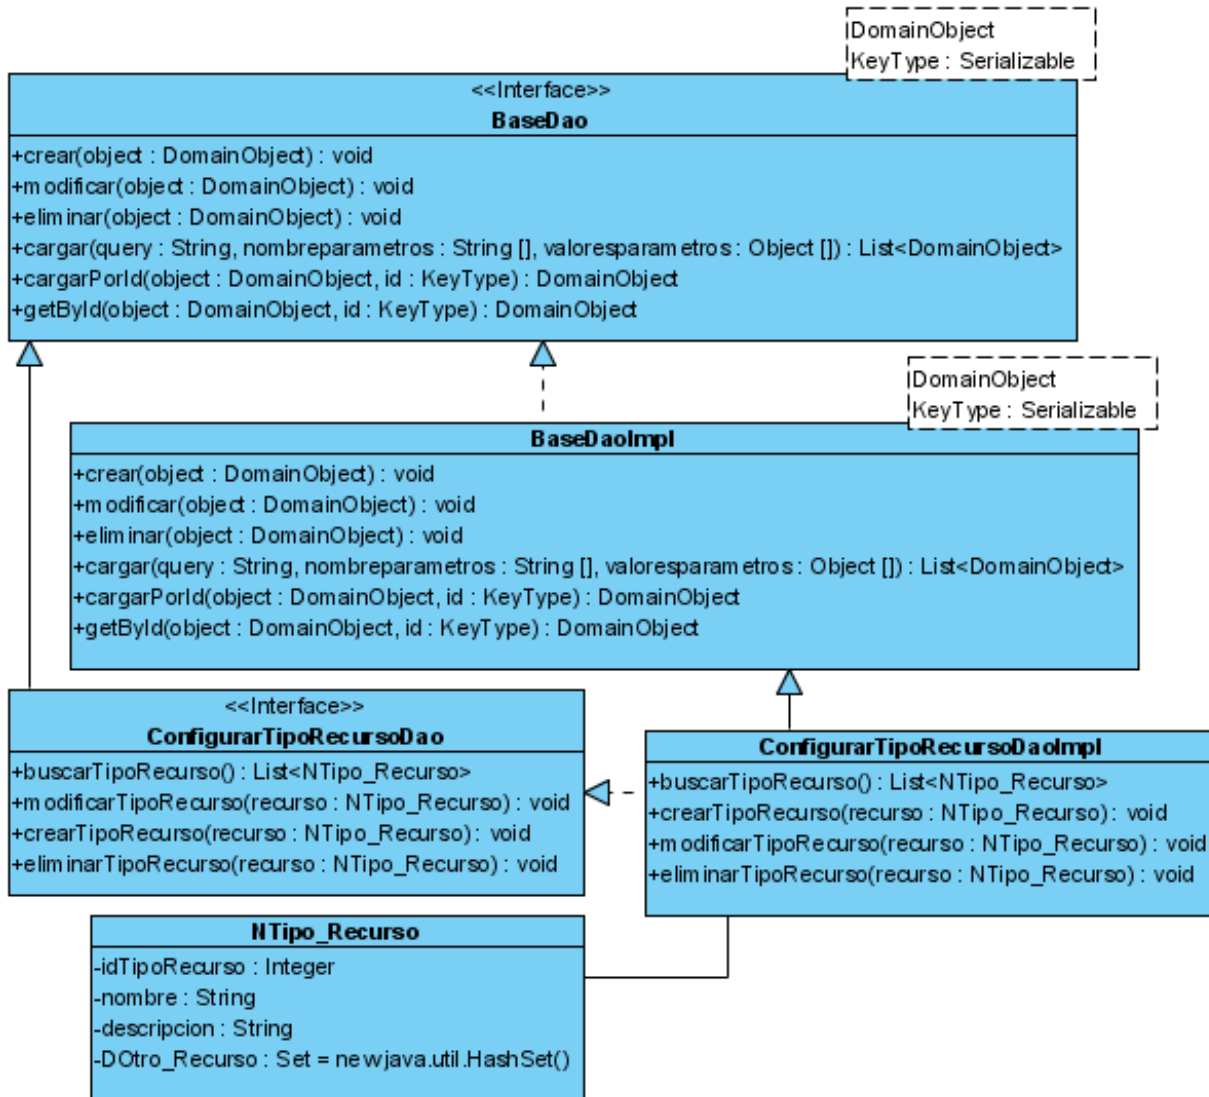 DomainObject
KeyType : Serializable
<<Interface>>
BaseDao
+crear(object : DomainObject) : void
+modificar(object : DomainObject) : void
+eliminar(object : DomainObject) : void
+cargar(query : String, nombreparametros : String [], valoresparametros : Object []) : List<DomainObject>
+cargarPorId(object : DomainObject, id : KeyType) : DomainObject
+getById(object : DomainObject, id : KeyType) : DomainObject
DomainObject
KeyType : Serializable
BaseDaoImpl
+crear(object : DomainObject) : void
+modificar(object : DomainObject) : void
+eliminar(object : DomainObject) : void
+cargar(query : String, nombreparametros : String [], valoresparametros : Object []) : List<DomainObject>
+cargarPorId(object : DomainObject, id : KeyType) : DomainObject
+getById(object : DomainObject, id : KeyType) : DomainObject
<<Interface>>
ConfigurarTipoRecursoDao
+buscarTipoRecurso() : List<NTipo_Recurso>
+modificarTipoRecurso(recurso : NTipo_Recurso) : void
+crearTipoRecurso(recurso : NTipo_Recurso) : void
+eliminarTipoRecurso(recurso : NTipo_Recurso) : void
ConfigurarTipoRecursoDaoImpl
+buscarTipoRecurso() : List<NTipo_Recurso>
+crearTipoRecurso(recurso : NTipo_Recurso) : void
+modificarTipoRecurso(recurso : NTipo_Recurso) : void
+eliminarTipoRecurso(recurso : NTipo_Recurso) : void
NTipo_Recurso
-idTipoRecurso : Integer
-nombre : String
-descripcion : String
-DOtro_Recurso : Set = new java.util.HashSet()